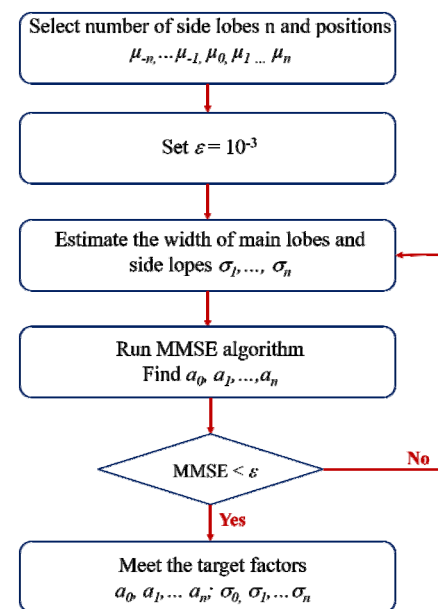 Select number of side lobes n and positions
μ₋ₙ,...μ₋₁, μ₀, μ₁ ... μₙ
Set ε = 10⁻³
Estimate the width of main lobes and
side lopes σ₁,..., σₙ
Run MMSE algorithm
Find a₀, a₁,...,aₙ
MMSE < ε
No
Yes
Meet the target factors
a₀, a₁,... aₙ; σ₀, σ₁,... σₙ